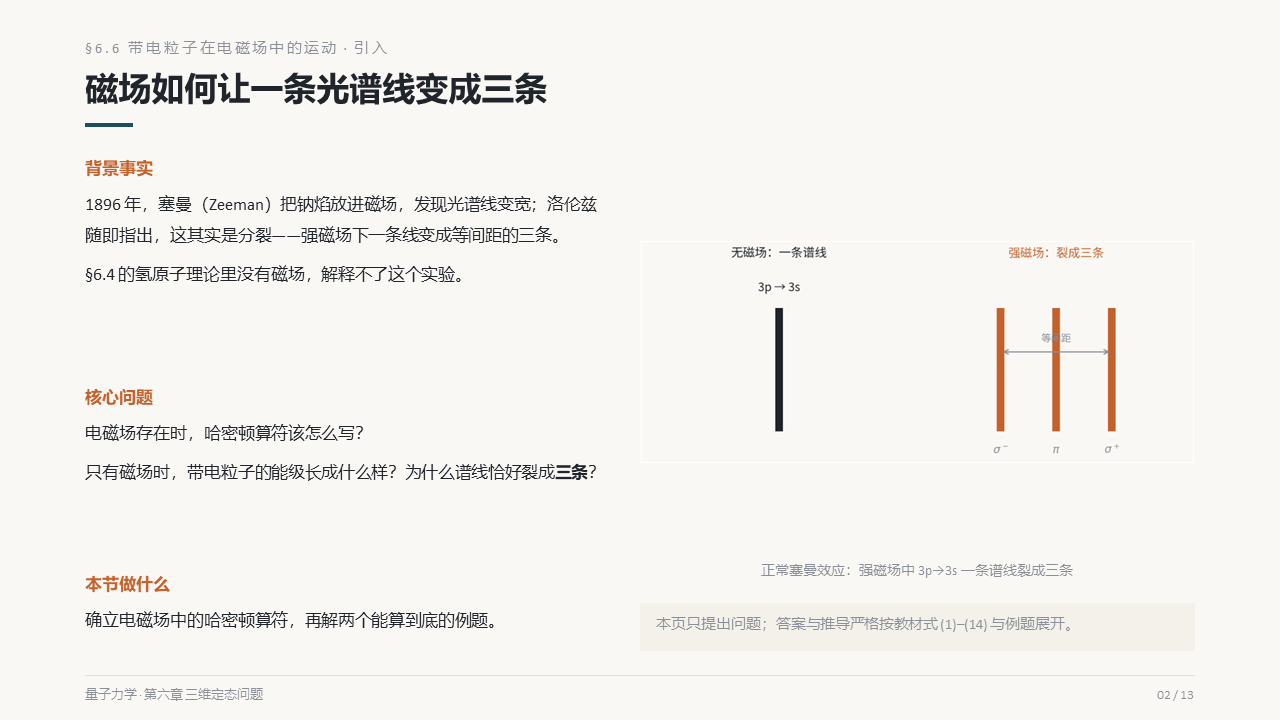 §6.6 带电粒子在电磁场中的运动 · 引入
磁场如何让一条光谱线变成三条
背景事实
1896 年，塞曼（Zeeman）把钠焰放进磁场，发现光谱线变宽；洛伦兹
随即指出，这其实是分裂——强磁场下一条线变成等间距的三条。
§6.4 的氢原子理论里没有磁场，解释不了这个实验。
核心问题
电磁场存在时，哈密顿算符该怎么写？
只有磁场时，带电粒子的能级长成什么样？为什么谱线恰好裂成三条？
本节做什么
确立电磁场中的哈密顿算符，再解两个能算到底的例题。
无磁场：一条谱线
3p → 3s
强磁场：裂成三条
等间距
σ⁻ π σ⁺
正常塞曼效应：强磁场中 3p→3s 一条谱线裂成三条
本页只提出问题；答案与推导严格按教材式 (1)–(14) 与例题展开。
量子力学 · 第六章 三维定态问题
02 / 13